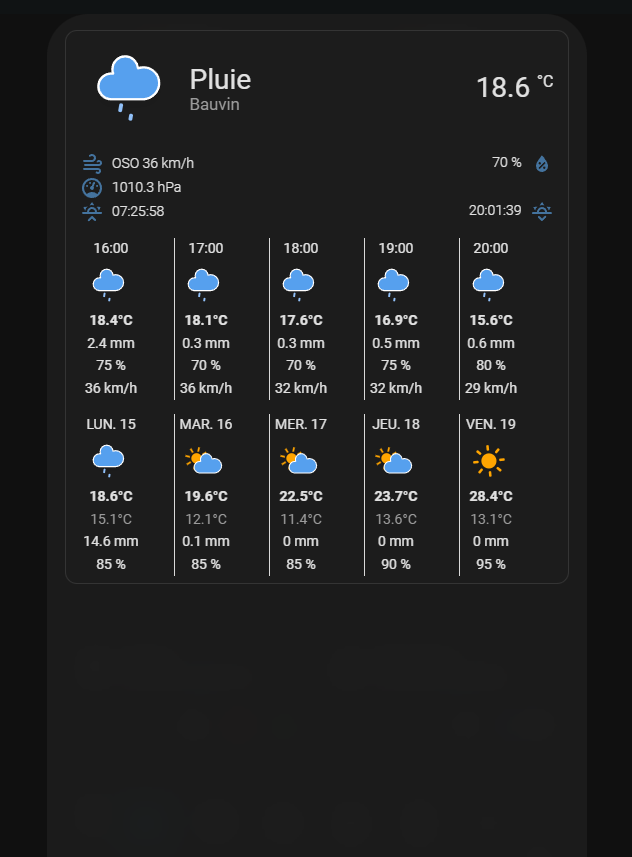 Pluie
18.6 °C
Bauvin
OSO 36 km/h
70 %
1010.3 hPa
07:25:58
20:01:39
16:00 17:00 18:00 19:00 20:00
18.4°C 18.1°C 17.6°C 16.9°C 15.6°C
2.4 mm 0.3 mm 0.3 mm 0.5 mm 0.6 mm
75 % 70 % 70 % 75 % 80 %
36 km/h 36 km/h 32 km/h 32 km/h 29 km/h
LUN. 15 MAR. 16 MER. 17 JEU. 18 VEN. 19
18.6°C 19.6°C 22.5°C 23.7°C 28.4°C
15.1°C 12.1°C 11.4°C 13.6°C 13.1°C
14.6 mm 0.1 mm 0 mm 0 mm 0 mm
85 % 85 % 85 % 90 % 95 %